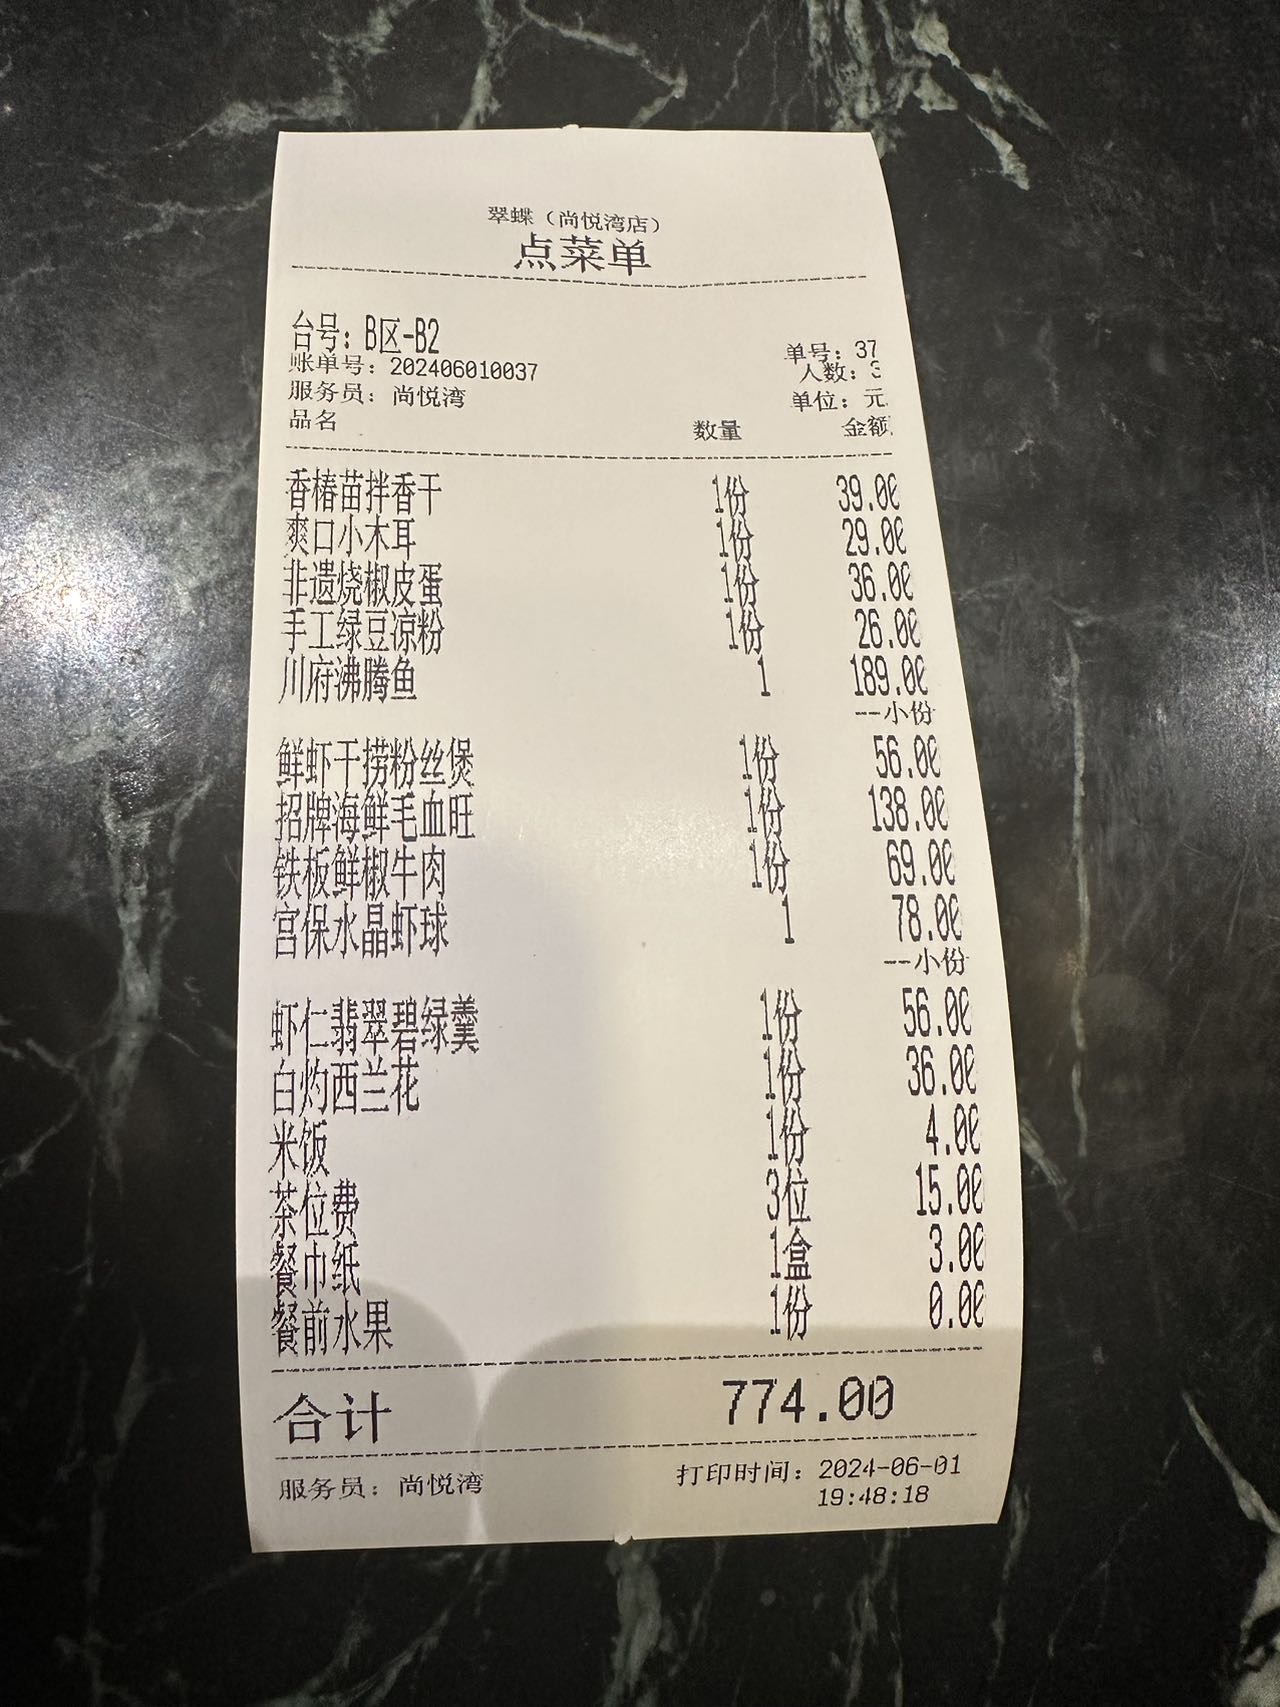 翠蝶（尚悦湾店）
点菜单
台号：B区-B2
单号：37
账单号：202406010037
人数：3
服务员：尚悦湾
单位：元
品名 数量 金额
香椿苗拌香干 1份 39.00
爽口小木耳 1份 29.00
非遗烧椒皮蛋 1份 36.00
手工绿豆凉粉 1份 26.00
川府沸腾鱼 1 189.00
--小份
鲜虾干捞粉丝煲 1份 56.00
招牌海鲜毛血旺 1份 138.00
铁板鲜椒牛肉 1份 69.00
宫保水晶虾球 1 78.00
--小份
虾仁翡翠碧绿羹 1份 56.00
白灼西兰花 1份 36.00
米饭 1份 4.00
茶位费 3位 15.00
餐巾纸 1盒 3.00
餐前水果 1份 0.00
合计 774.00
服务员：尚悦湾 打印时间：2024-06-01
19:48:18